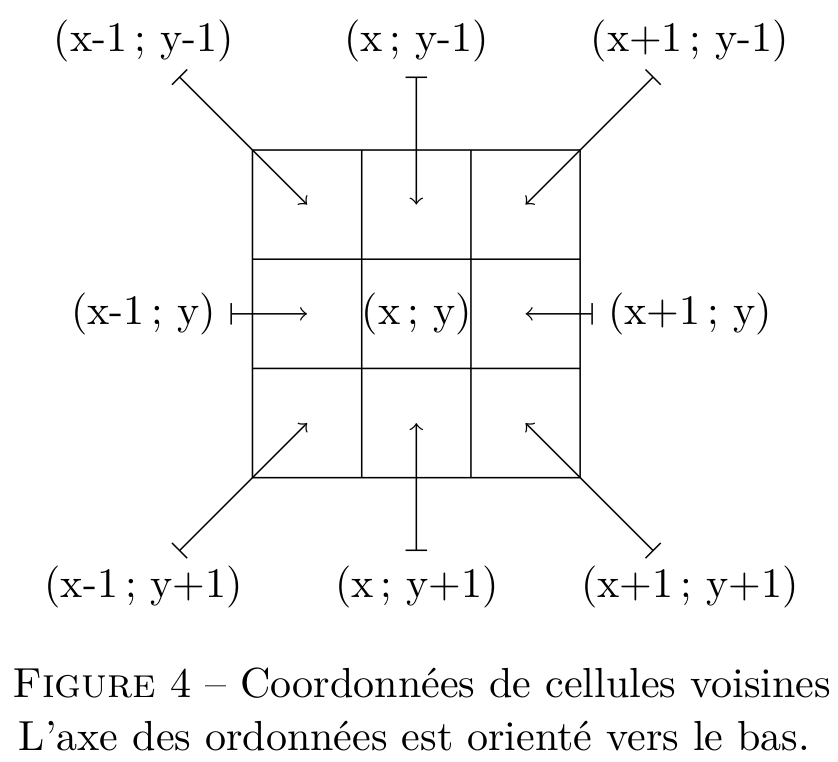 (x-1 ; y-1) (x ; y-1) (x+1 ; y-1)
(x-1 ; y) (x ; y) (x+1 ; y)
(x-1 ; y+1) (x ; y+1) (x+1 ; y+1)
FIGURE 4 – Coordonnées de cellules voisines
L'axe des ordonnées est orienté vers le bas.